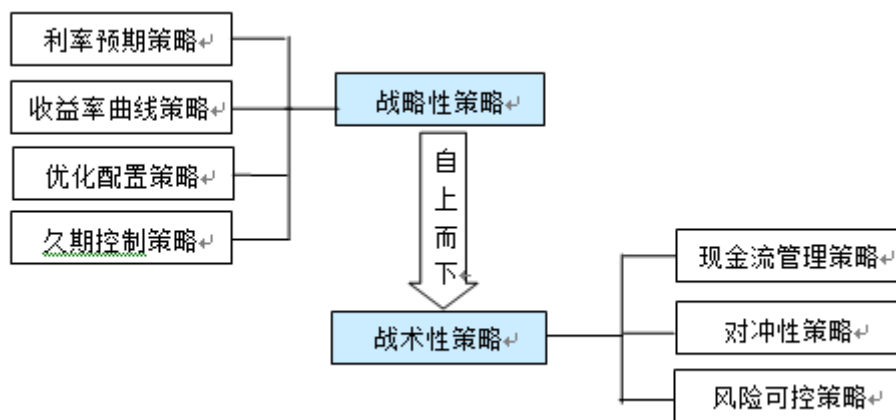 利率预期策略
收益率曲线策略
优化配置策略
久期控制策略
战略性策略
自上而下
战术性策略
现金流管理策略
对冲性策略
风险可控策略